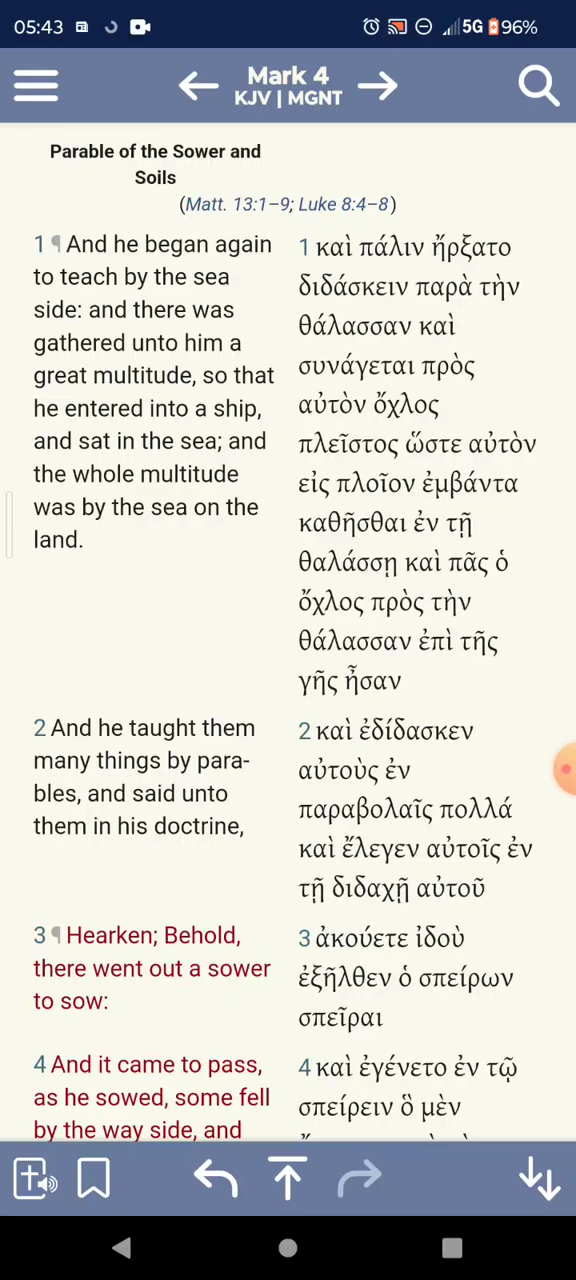 05:43
5G 96%
Mark 4
KJV | MGNT
Parable of the Sower and
Soils
(Matt. 13:1–9; Luke 8:4–8)
1 ¶ And he began again
to teach by the sea
side: and there was
gathered unto him a
great multitude, so that
he entered into a ship,
and sat in the sea; and
the whole multitude
was by the sea on the
land.
1 καὶ πάλιν ἤρξατο
διδάσκειν παρὰ τὴν
θάλασσαν καὶ
συνάγεται πρὸς
αὐτὸν ὄχλος
πλεῖστος ὥστε αὐτὸν
εἰς πλοῖον ἐμβάντα
καθῆσθαι ἐν τῇ
θαλάσσῃ καὶ πᾶς ὁ
ὄχλος πρὸς τὴν
θάλασσαν ἐπὶ τῆς
γῆς ἦσαν
2 And he taught them
many things by para-
bles, and said unto
them in his doctrine,
2 καὶ ἐδίδασκεν
αὐτοὺς ἐν
παραβολαῖς πολλά
καὶ ἔλεγεν αὐτοῖς ἐν
τῇ διδαχῇ αὐτοῦ
3 ¶ Hearken; Behold,
there went out a sower
to sow:
3 ἀκούετε ἰδοὺ
ἐξῆλθεν ὁ σπείρων
σπεῖραι
4 And it came to pass,
as he sowed, some fell
by the way side, and
4 καὶ ἐγένετο ἐν τῷ
σπείρειν ὃ μὲν